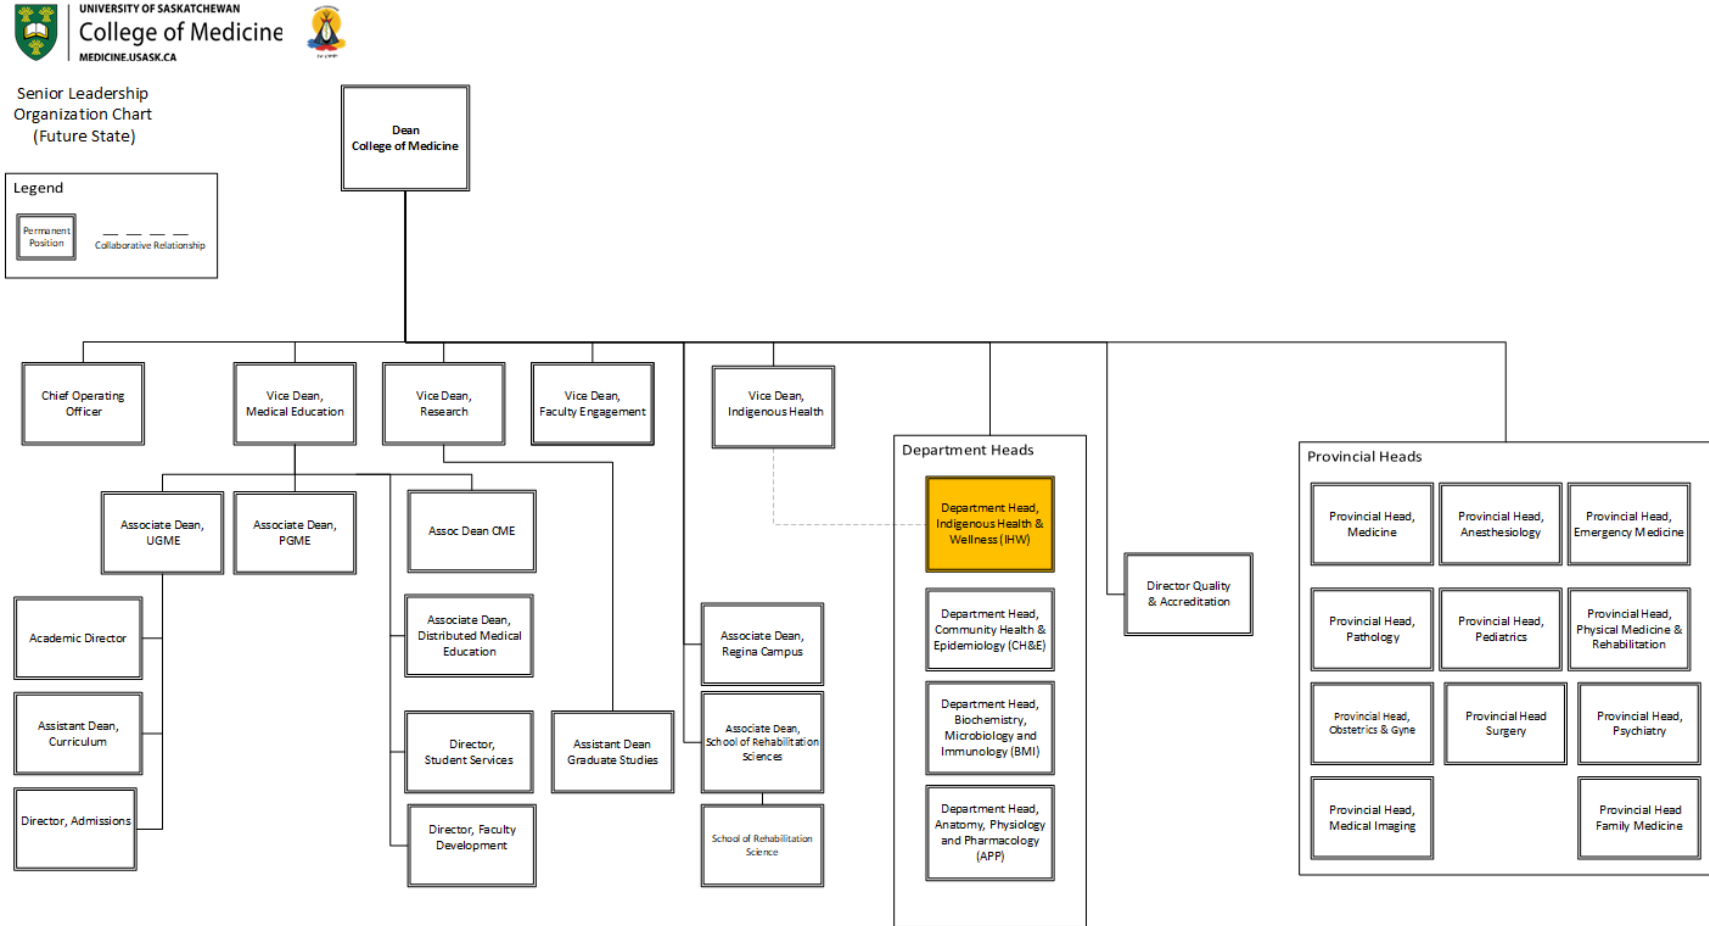 UNIVERSITY OF SASKATCHEWAN
College of Medicine
MEDICINE.USASK.CA
Senior Leadership
Organization Chart
(Future State)
Legend
Permanent
Position
Collaborative Relationship
Dean
College of Medicine
Chief Operating
Officer
Vice Dean,
Medical Education
Vice Dean,
Research
Vice Dean,
Faculty Engagement
Vice Dean,
Indigenous Health
Associate Dean,
UGME
Associate Dean,
PGME
Assoc Dean CME
Academic Director
Assistant Dean,
Curriculum
Director, Admissions
Associate Dean,
Distributed Medical
Education
Director,
Student Services
Director, Faculty
Development
Assistant Dean
Graduate Studies
Associate Dean,
Regina Campus
Associate Dean,
School of Rehabilitation
Sciences
School of Rehabilitation
Science
Department Heads
Department Head,
Indigenous Health &
Wellness (IHW)
Department Head,
Community Health &
Epidemiology (CH&E)
Department Head,
Biochemistry,
Microbiology and
Immunology (BMI)
Department Head,
Anatomy, Physiology
and Pharmacology
(APP)
Director Quality
& Accreditation
Provincial Heads
Provincial Head,
Medicine
Provincial Head,
Anesthesiology
Provincial Head,
Emergency Medicine
Provincial Head,
Pathology
Provincial Head,
Pediatrics
Provincial Head,
Physical Medicine &
Rehabilitation
Provincial Head,
Obstetrics & Gyne
Provincial Head
Surgery
Provincial Head,
Psychiatry
Provincial Head,
Medical Imaging
Provincial Head
Family Medicine